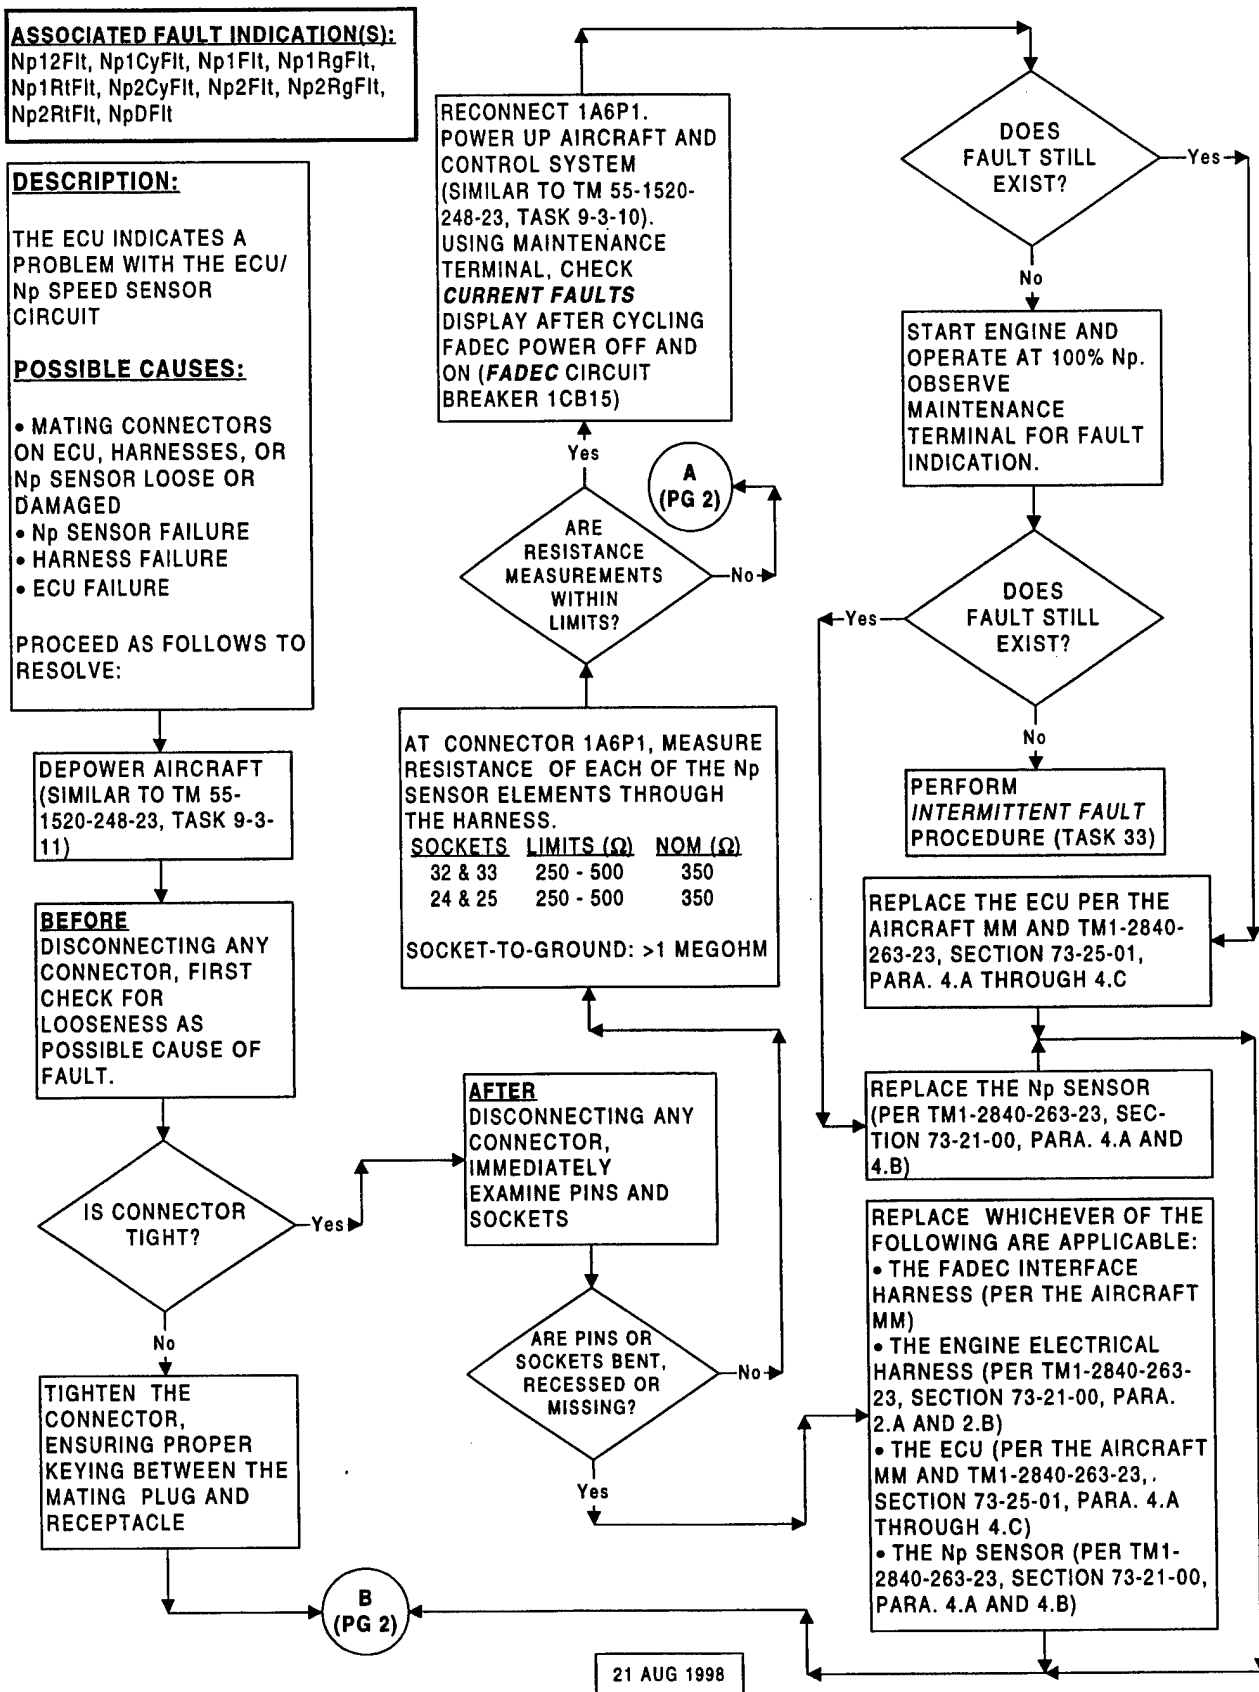 ASSOCIATED FAULT INDICATION(S):
Np12Flt, Np1CyFlt, Np1Flt, Np1RgFlt,
Np1RtFlt, Np2CyFlt, Np2Flt, Np2RgFlt,
Np2RtFlt, NpDFlt
DESCRIPTION:
THE ECU INDICATES A
PROBLEM WITH THE ECU/
Np SPEED SENSOR
CIRCUIT
POSSIBLE CAUSES:
• MATING CONNECTORS
ON ECU, HARNESSES, OR
Np SENSOR LOOSE OR
DAMAGED
• Np SENSOR FAILURE
• HARNESS FAILURE
• ECU FAILURE
PROCEED AS FOLLOWS TO
RESOLVE:
DEPOWER AIRCRAFT
(SIMILAR TO TM 55-
1520-248-23, TASK 9-3-
11)
BEFORE
DISCONNECTING ANY
CONNECTOR, FIRST
CHECK FOR
LOOSENESS AS
POSSIBLE CAUSE OF
FAULT.
IS CONNECTOR
TIGHT?
Yes
No
TIGHTEN THE
CONNECTOR,
ENSURING PROPER
KEYING BETWEEN THE
MATING PLUG AND
RECEPTACLE
B
(PG 2)
AFTER
DISCONNECTING ANY
CONNECTOR,
IMMEDIATELY
EXAMINE PINS AND
SOCKETS
ARE PINS OR
SOCKETS BENT,
RECESSED OR
MISSING?
No
Yes
AT CONNECTOR 1A6P1, MEASURE
RESISTANCE OF EACH OF THE Np
SENSOR ELEMENTS THROUGH
THE HARNESS.
SOCKETS LIMITS (Ω) NOM (Ω)
32 & 33 250 - 500 350
24 & 25 250 - 500 350
SOCKET-TO-GROUND: >1 MEGOHM
ARE
RESISTANCE
MEASUREMENTS
WITHIN
LIMITS?
No
A
(PG 2)
Yes
RECONNECT 1A6P1.
POWER UP AIRCRAFT AND
CONTROL SYSTEM
(SIMILAR TO TM 55-1520-
248-23, TASK 9-3-10).
USING MAINTENANCE
TERMINAL, CHECK
CURRENT FAULTS
DISPLAY AFTER CYCLING
FADEC POWER OFF AND
ON (FADEC CIRCUIT
BREAKER 1CB15)
DOES
FAULT STILL
EXIST?
Yes
No
START ENGINE AND
OPERATE AT 100% Np.
OBSERVE
MAINTENANCE
TERMINAL FOR FAULT
INDICATION.
DOES
FAULT STILL
EXIST?
Yes
No
PERFORM
INTERMITTENT FAULT
PROCEDURE (TASK 33)
REPLACE THE ECU PER THE
AIRCRAFT MM AND TM1-2840-
263-23, SECTION 73-25-01,
PARA. 4.A THROUGH 4.C
REPLACE THE Np SENSOR
(PER TM1-2840-263-23, SEC-
TION 73-21-00, PARA. 4.A AND
4.B)
REPLACE WHICHEVER OF THE
FOLLOWING ARE APPLICABLE:
• THE FADEC INTERFACE
HARNESS (PER THE AIRCRAFT
MM)
• THE ENGINE ELECTRICAL
HARNESS (PER TM1-2840-263-
23, SECTION 73-21-00, PARA.
2.A AND 2.B)
• THE ECU (PER THE AIRCRAFT
MM AND TM1-2840-263-23,
SECTION 73-25-01, PARA. 4.A
THROUGH 4.C)
• THE Np SENSOR (PER TM1-
2840-263-23, SECTION 73-21-00,
PARA. 4.A AND 4.B)
21 AUG 1998